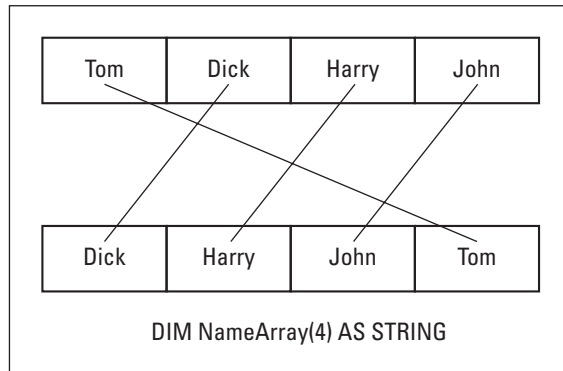 Tom Dick Harry John
Dick Harry John Tom
DIM NameArray(4) AS STRING